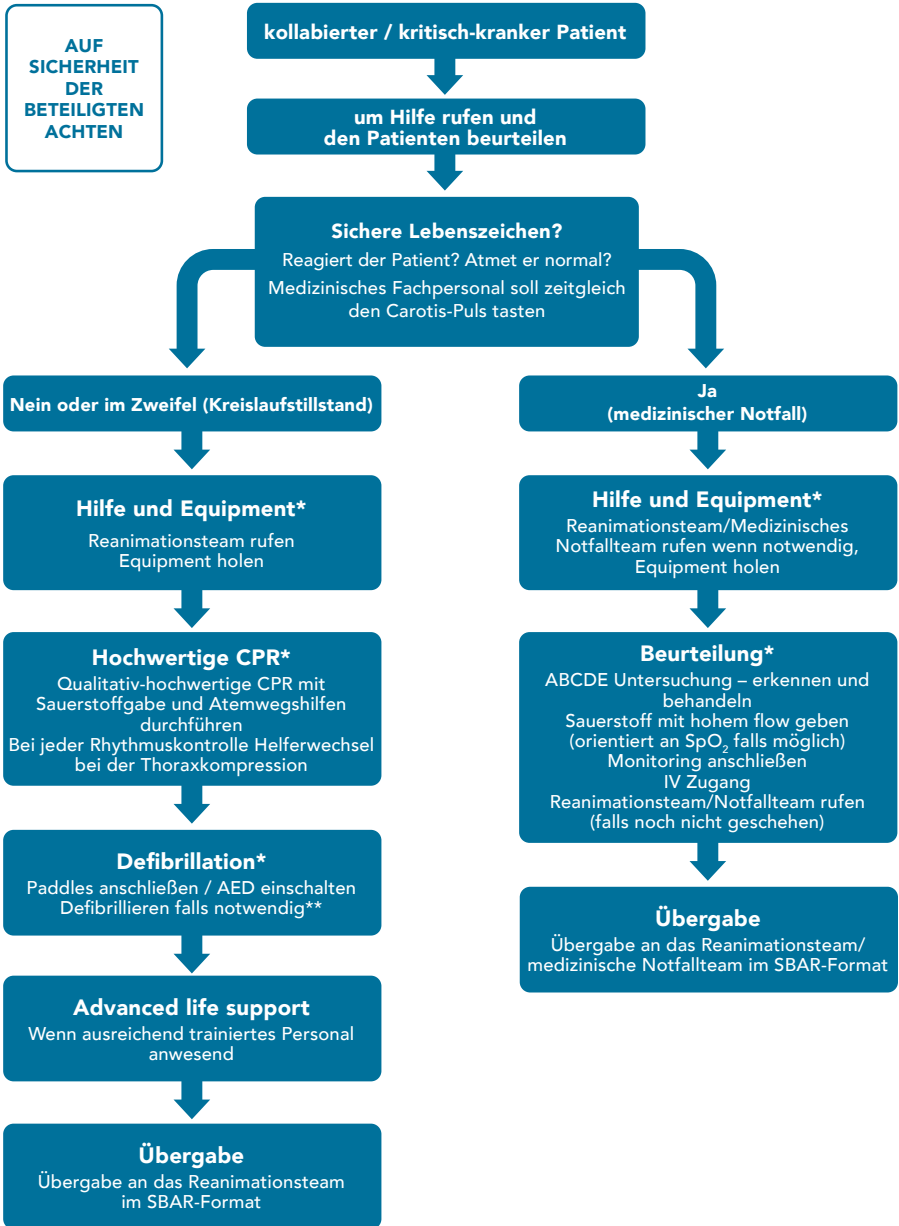 AUF
SICHERHEIT
DER
BETEILIGTEN
ACHTEN
kollabierter / kritisch-kranker Patient
um Hilfe rufen und
den Patienten beurteilen
Sichere Lebenszeichen?
Reagiert der Patient? Atmet er normal?
Medizinisches Fachpersonal soll zeitgleich
den Carotis-Puls tasten
Nein oder im Zweifel (Kreislaufstillstand)
Hilfe und Equipment*
Reanimationsteam rufen
Equipment holen
Hochwertige CPR*
Qualitativ-hochwertige CPR mit
Sauerstoffgabe und Atemwegshilfen
durchführen
Bei jeder Rhythmuskontrolle Helferwechsel
bei der Thoraxkompression
Defibrillation*
Paddles anschließen / AED einschalten
Defibrillieren falls notwendig**
Advanced life support
Wenn ausreichend trainiertes Personal
anwesend
Übergabe
Übergabe an das Reanimationsteam
im SBAR-Format
Ja
(medizinischer Notfall)
Hilfe und Equipment*
Reanimationsteam/Medizinisches
Notfallteam rufen wenn notwendig,
Equipment holen
Beurteilung*
ABCDE Untersuchung – erkennen und
behandeln
Sauerstoff mit hohem flow geben
(orientiert an SpO₂ falls möglich)
Monitoring anschließen
IV Zugang
Reanimationsteam/Notfallteam rufen
(falls noch nicht geschehen)
Übergabe
Übergabe an das Reanimationsteam/
medizinische Notfallteam im SBAR-Format